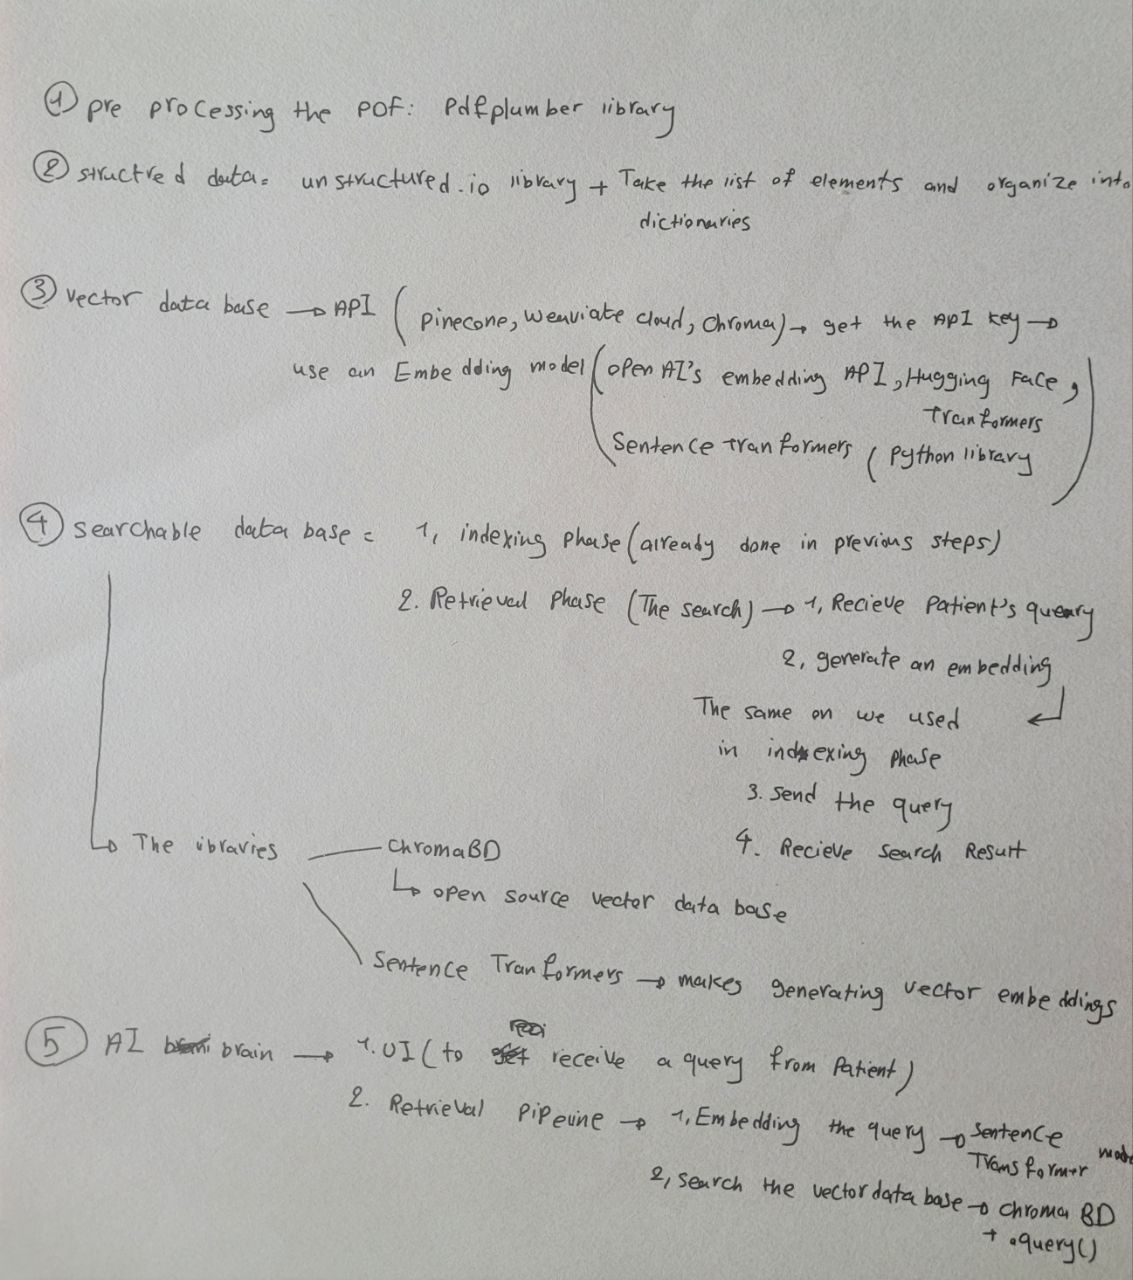 ① pre processing the PDF: Pdfplumber library
② structred data= unstructured.io library + Take the list of elements and organize into
dictionaries
③ vector data base → API (pinecone, Weaviate cloud, Chroma) → get the API key →
use an Embedding model (open AI's embedding API, Hugging Face,
Tranformers
Sentence tranformers (Python library)
④ searchable data base = 1, indexing phase (already done in previous steps)
2. Retrieval Phase (The search) → 1, Recieve Patient's query
2, generate an embedding
The same on we used ↵
in indexing phase
3. send the query
4. Recieve search Result
↳ The ibraries — ChromaBD
↳ open source vector data base
Sentence Tranformers → makes generating vector embeddings
⑤ AI brain → 1. UI (to receive a query from Patient)
2. Retrieval Pipeline → 1, Embedding the query → Sentence
Transformer
2, search the vector data base → chroma BD
+ .query()